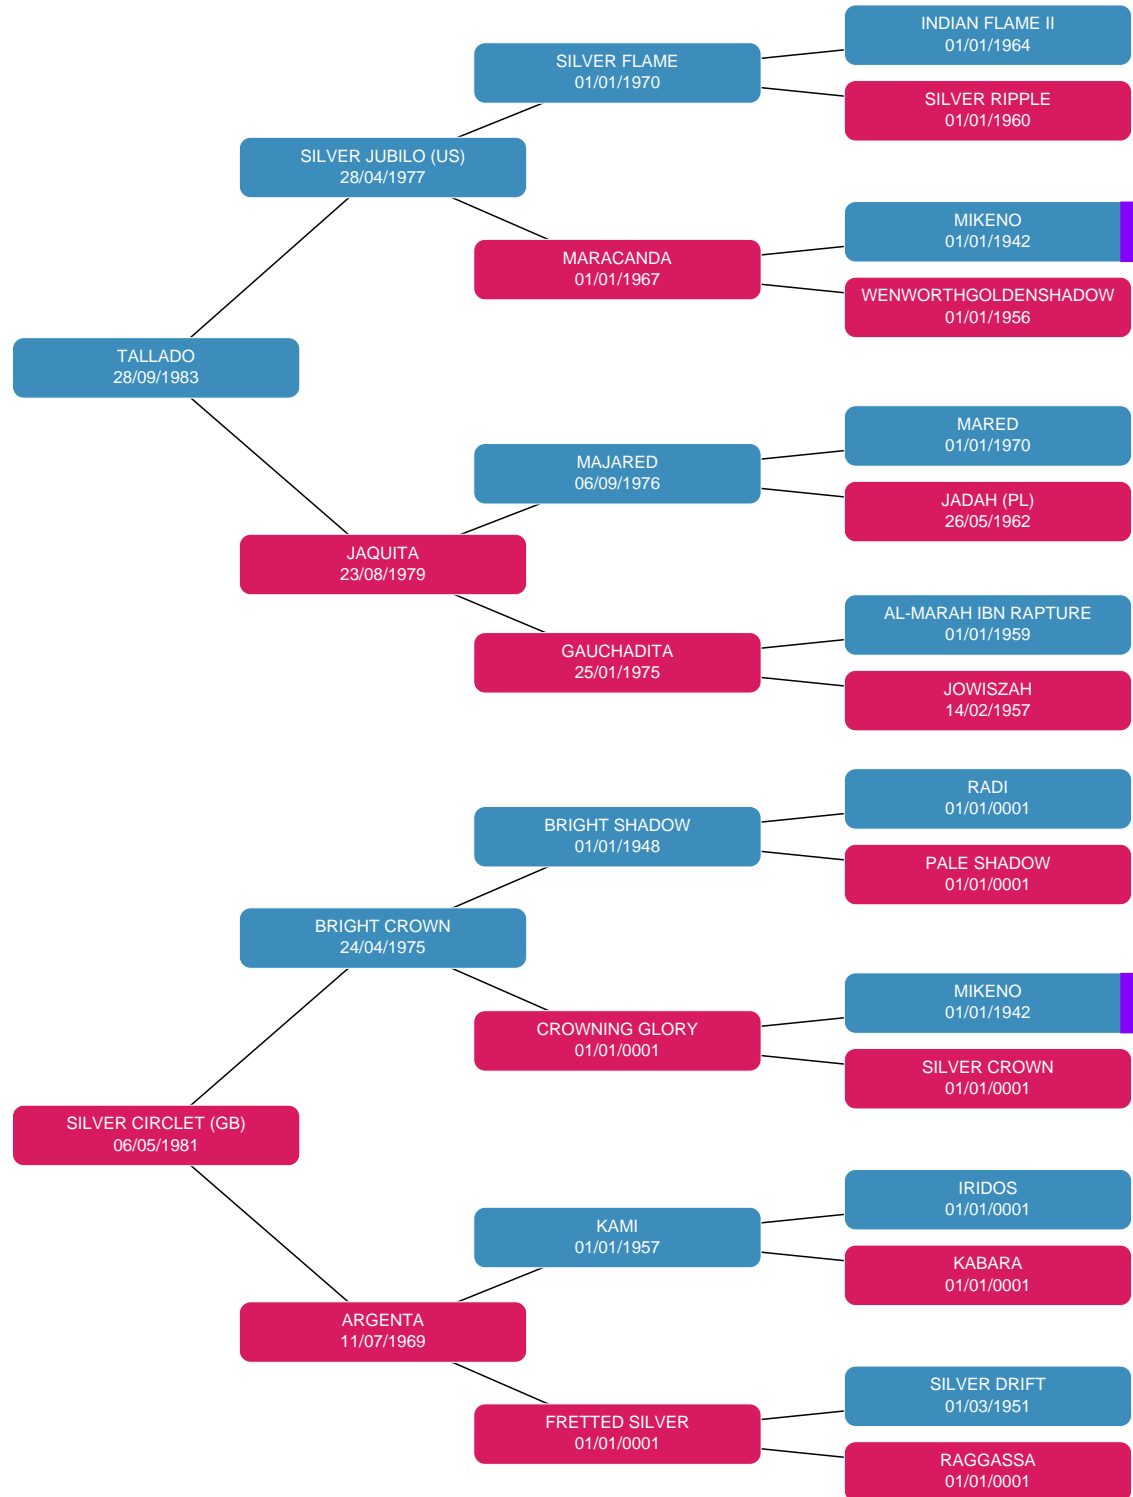 INDIAN FLAME II
01/01/1964
SILVER FLAME
01/01/1970
SILVER RIPPLE
01/01/1960
SILVER JUBILO (US)
28/04/1977
MIKENO
01/01/1942
MARACANDA
01/01/1967
WENWORTHGOLDENSHADOW
01/01/1956
TALLADO
28/09/1983
MARED
01/01/1970
MAJARED
06/09/1976
JADAH (PL)
26/05/1962
JAQUITA
23/08/1979
AL-MARAH IBN RAPTURE
01/01/1959
GAUCHADITA
25/01/1975
JOWISZAH
14/02/1957
RADI
01/01/0001
BRIGHT SHADOW
01/01/1948
PALE SHADOW
01/01/0001
BRIGHT CROWN
24/04/1975
MIKENO
01/01/1942
CROWNING GLORY
01/01/0001
SILVER CROWN
01/01/0001
SILVER CIRCLET (GB)
06/05/1981
IRIDOS
01/01/0001
KAMI
01/01/1957
KABARA
01/01/0001
ARGENTA
11/07/1969
SILVER DRIFT
01/03/1951
FRETTED SILVER
01/01/0001
RAGGASSA
01/01/0001